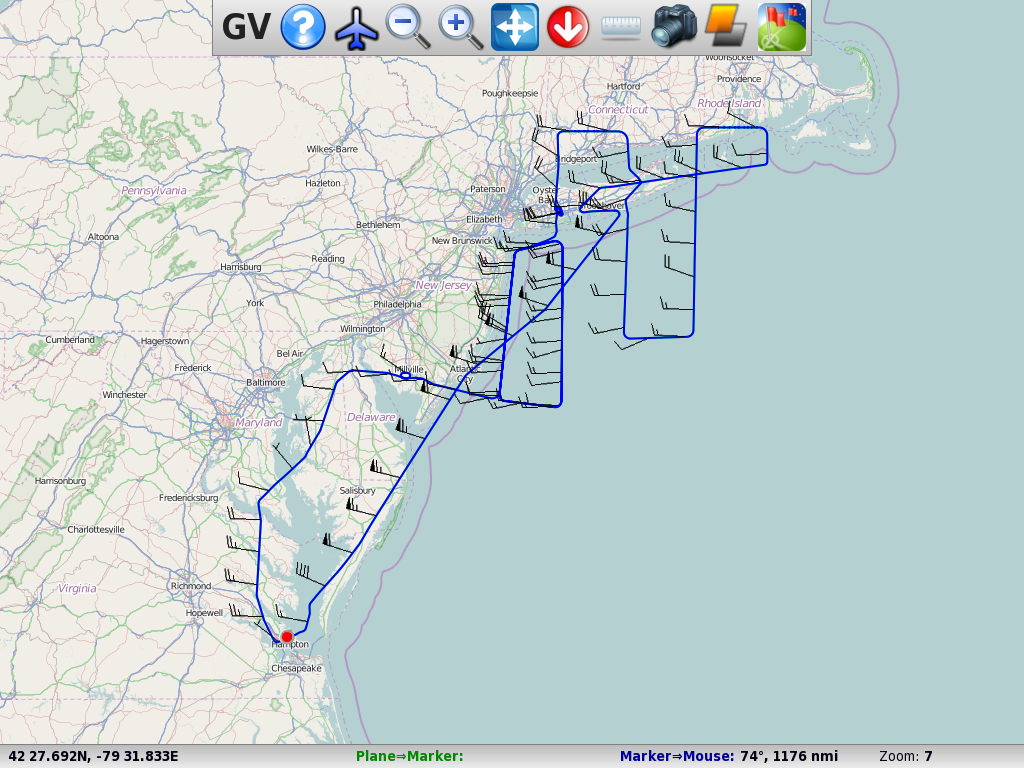 GV
?
Woonsocket
Providence
Hartford
Poughkeepsie
Connecticut
Rhode Island
Wilkes-Barre
Bridgeport
Hazleton
Pennsylvania
Paterson
Oyster
Bay
Elizabeth
Bethlehem
Altoona
New Brunswick
Reading
Harrisburg
New Jersey
York
Philadelphia
Wilmington
Cumberland
Hagerstown
Bel Air
Frederick
Millville
Atlantic
City
Baltimore
Winchester
Delaware
Maryland
Harrisonburg
Salisbury
Fredericksburg
Charlottesville
Virginia
Richmond
Hopewell
Hampton
Chesapeake
42 27.692N, -79 31.833E Plane⇒Marker: Marker⇒Mouse: 74°, 1176 nmi Zoom: 7